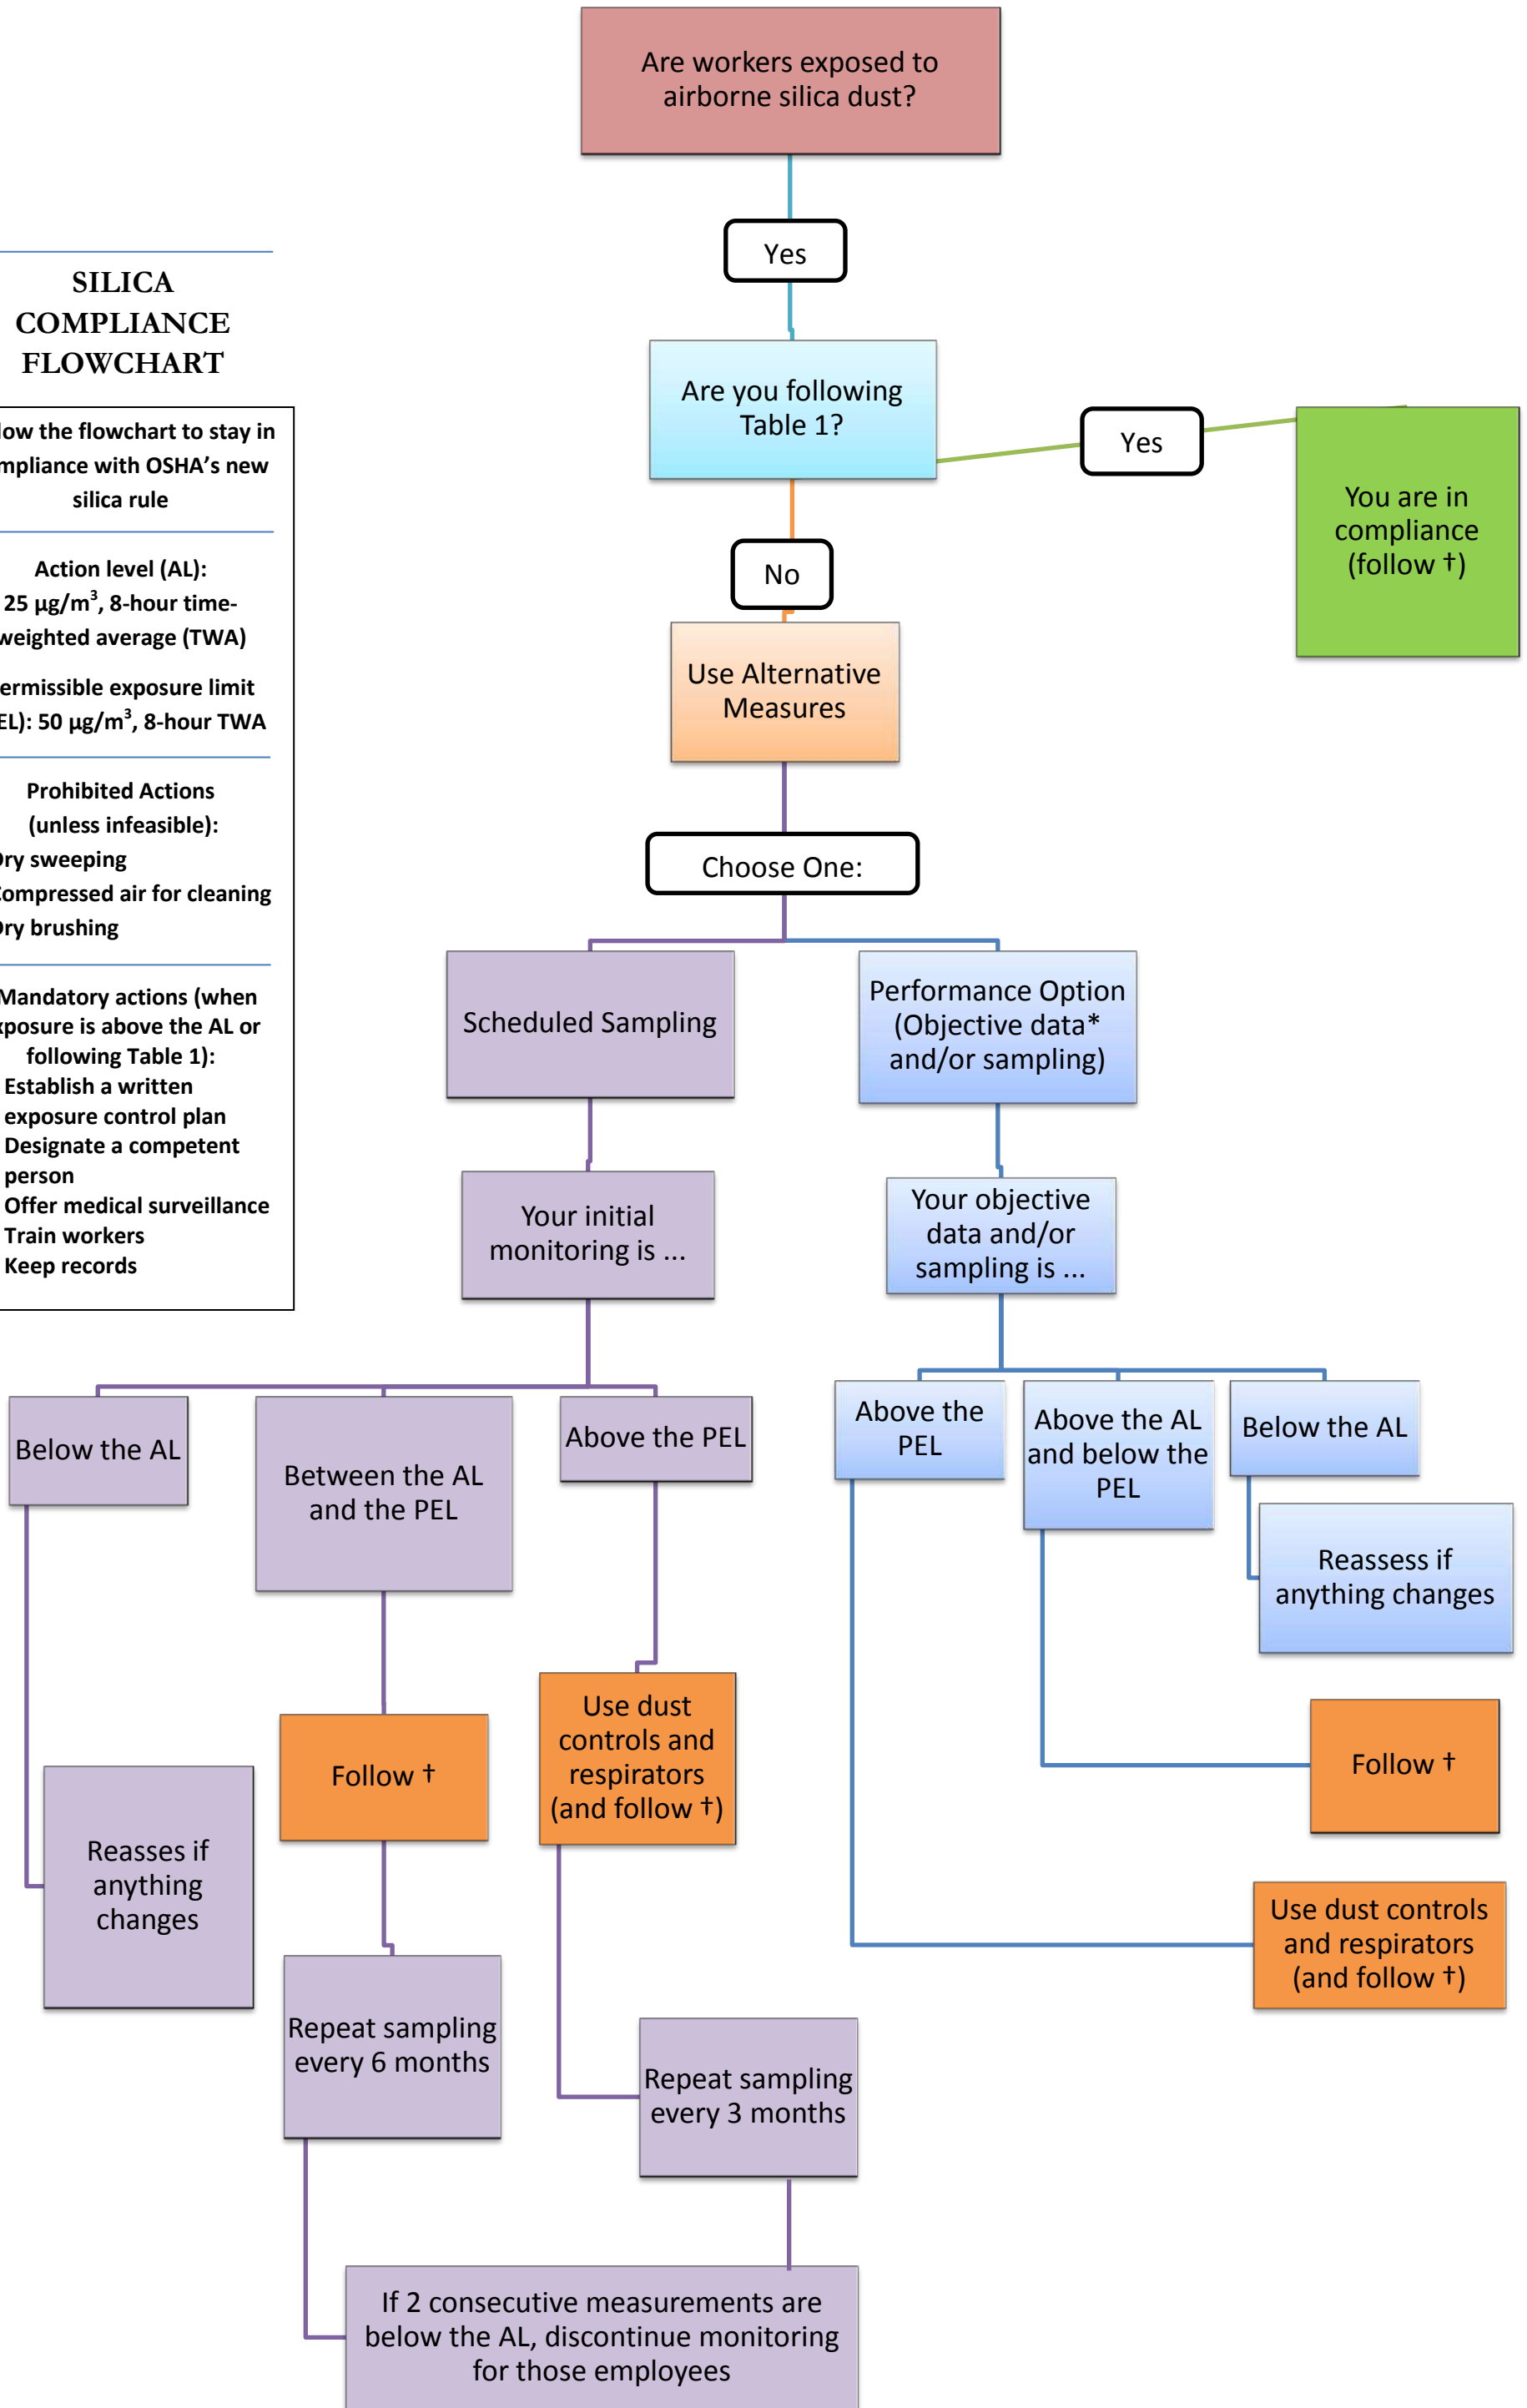 Are workers exposed to
airborne silica dust?
Yes
SILICA
COMPLIANCE
FLOWCHART
low the flowchart to stay in
mpliance with OSHA's new
silica rule
Action level (AL):
25 µg/m³, 8-hour time-
weighted average (TWA)
ermissible exposure limit
EL): 50 µg/m³, 8-hour TWA
Prohibited Actions
(unless infeasible):
Dry sweeping
Compressed air for cleaning
Dry brushing
Mandatory actions (when
xposure is above the AL or
following Table 1):
Establish a written
exposure control plan
Designate a competent
person
Offer medical surveillance
Train workers
Keep records
Are you following
Table 1?
Yes
You are in
compliance
(follow †)
No
Use Alternative
Measures
Choose One:
Scheduled Sampling
Performance Option
(Objective data*
and/or sampling)
Your initial
monitoring is ...
Your objective
data and/or
sampling is ...
Below the AL
Between the AL
and the PEL
Above the PEL
Above the
PEL
Above the AL
and below the
PEL
Below the AL
Reassess if
anything changes
Use dust
controls and
respirators
(and follow †)
Follow †
Follow †
Reasses if
anything
changes
Use dust controls
and respirators
(and follow †)
Repeat sampling
every 6 months
Repeat sampling
every 3 months
If 2 consecutive measurements are
below the AL, discontinue monitoring
for those employees